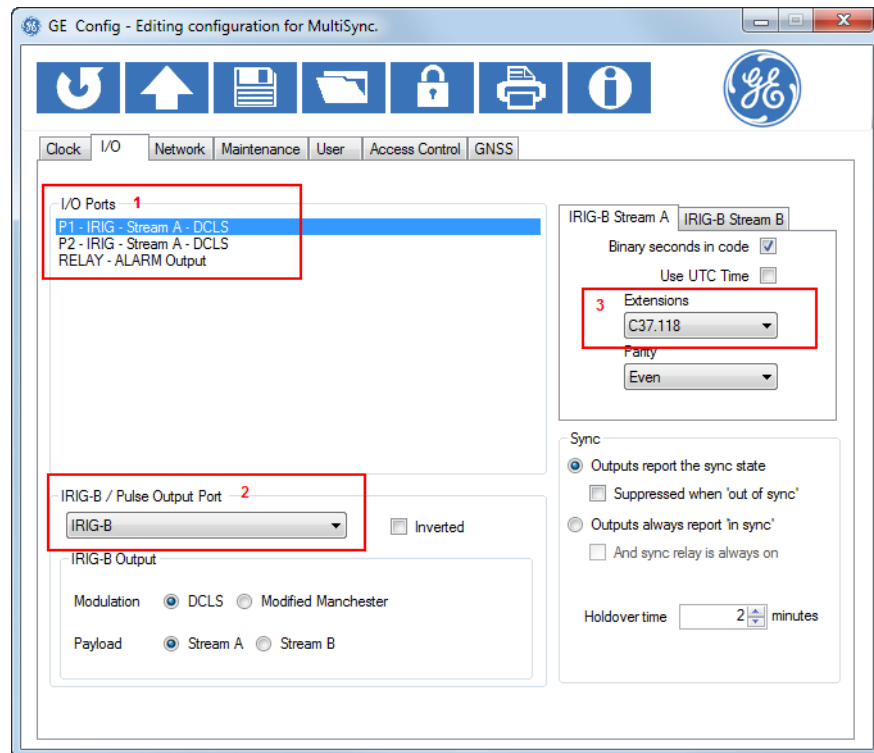 GE Config - Editing configuration for MultiSync.
GE
Clock I/O Network Maintenance User Access Control GNSS
I/O Ports 1
P1 - IRIG - Stream A - DCLS
P2 - IRIG - Stream A - DCLS
RELAY - ALARM Output
IRIG-B / Pulse Output Port 2
IRIG-B
Inverted
IRIG-B Output
Modulation DCLS Modified Manchester
Payload Stream A Stream B
IRIG-B Stream A IRIG-B Stream B
Binary seconds in code
Use UTC Time
3 Extensions
C37.118
Parity
Even
Sync
Outputs report the sync state
Suppressed when 'out of sync'
Outputs always report 'in sync'
And sync relay is always on
Holdover time 2 minutes